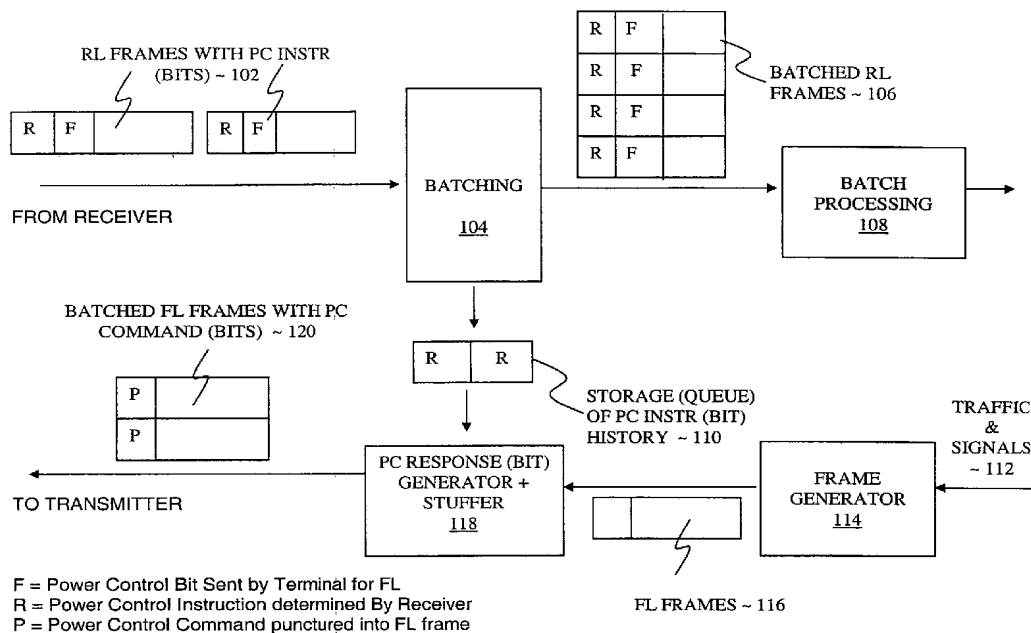 RL FRAMES WITH PC INSTR
(BITS) ~ 102
R F
R F
FROM RECEIVER
BATCHING
104
R F
R F
R F
R F
BATCHED RL
FRAMES ~ 106
BATCH
PROCESSING
108
BATCHED FL FRAMES WITH PC
COMMAND (BITS) ~ 120
P
P
R R
STORAGE (QUEUE)
OF PC INSTR (BIT)
HISTORY ~ 110
TO TRANSMITTER
PC RESPONSE (BIT)
GENERATOR +
STUFFER
118
FRAME
GENERATOR
114
TRAFFIC
&
SIGNALS
~ 112
FL FRAMES ~ 116
F = Power Control Bit Sent by Terminal for FL
R = Power Control Instruction determined By Receiver
P = Power Control Command punctured into FL frame